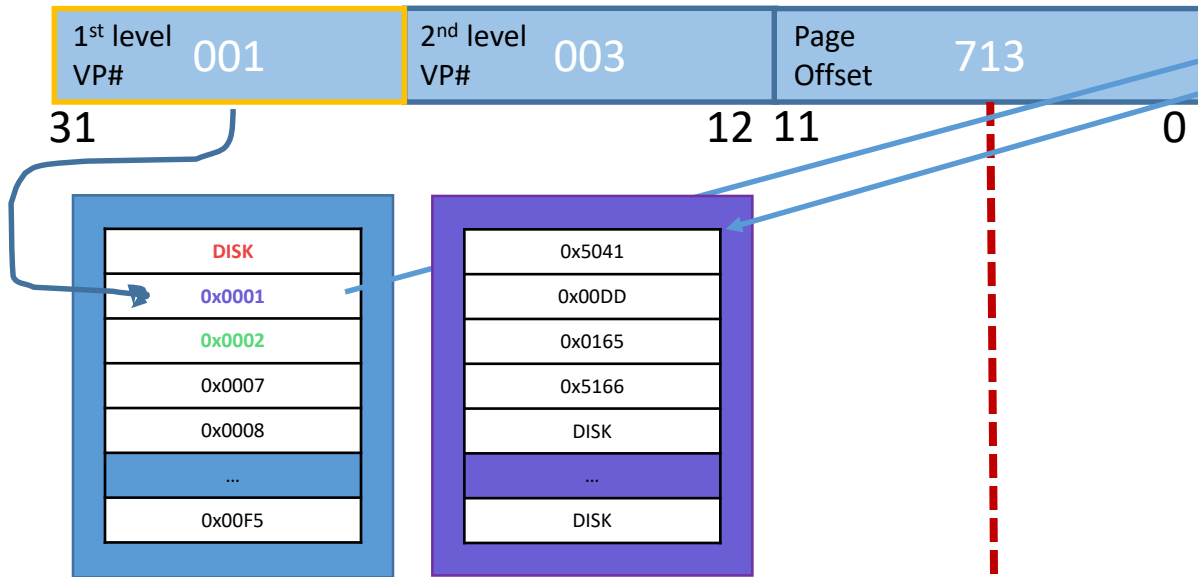 1st level
VP#
001
2nd level
VP#
003
Page
Offset
713
31
12
11
0
DISK
0x0001
0x0002
0x0007
0x0008
...
0x00F5
0x5041
0x00DD
0x0165
0x5166
DISK
...
DISK